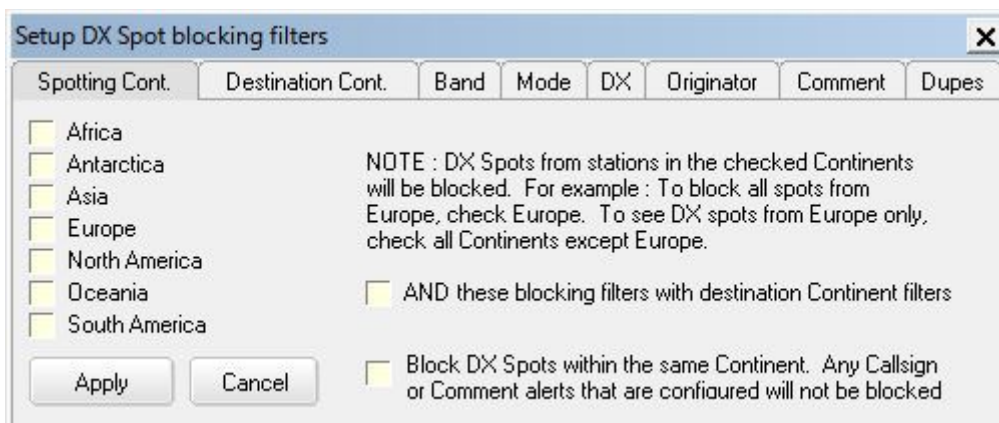 Setup DX Spot blocking filters
Spotting Cont. Destination Cont. Band Mode DX Originator Comment Dupes
Africa
Antarctica
Asia
Europe
North America
Oceania
South America
NOTE : DX Spots from stations in the checked Continents
will be blocked. For example : To block all spots from
Europe, check Europe. To see DX spots from Europe only,
check all Continents except Europe.
AND these blocking filters with destination Continent filters
Block DX Spots within the same Continent. Any Callsign
or Comment alerts that are configured will not be blocked
Apply Cancel